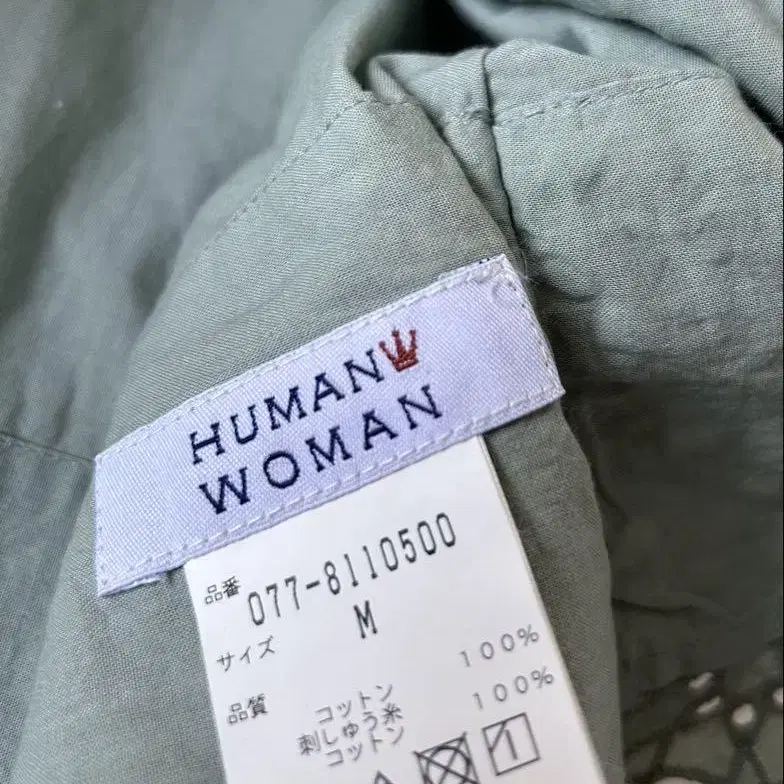 HUMAN
WOMAN
品番 077-8110500
サイズ M
品質
コットン 100%
刺しゅう糸
コットン 100%
1